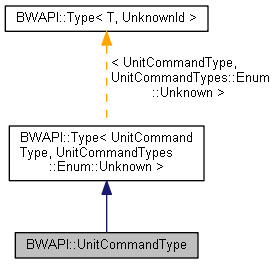 BWAPI::Type< T, UnknownId >
< UnitCommandType,
UnitCommandTypes::Enum
::Unknown >
BWAPI::Type< UnitCommand
Type, UnitCommandTypes
::Enum::Unknown >
BWAPI::UnitCommandType